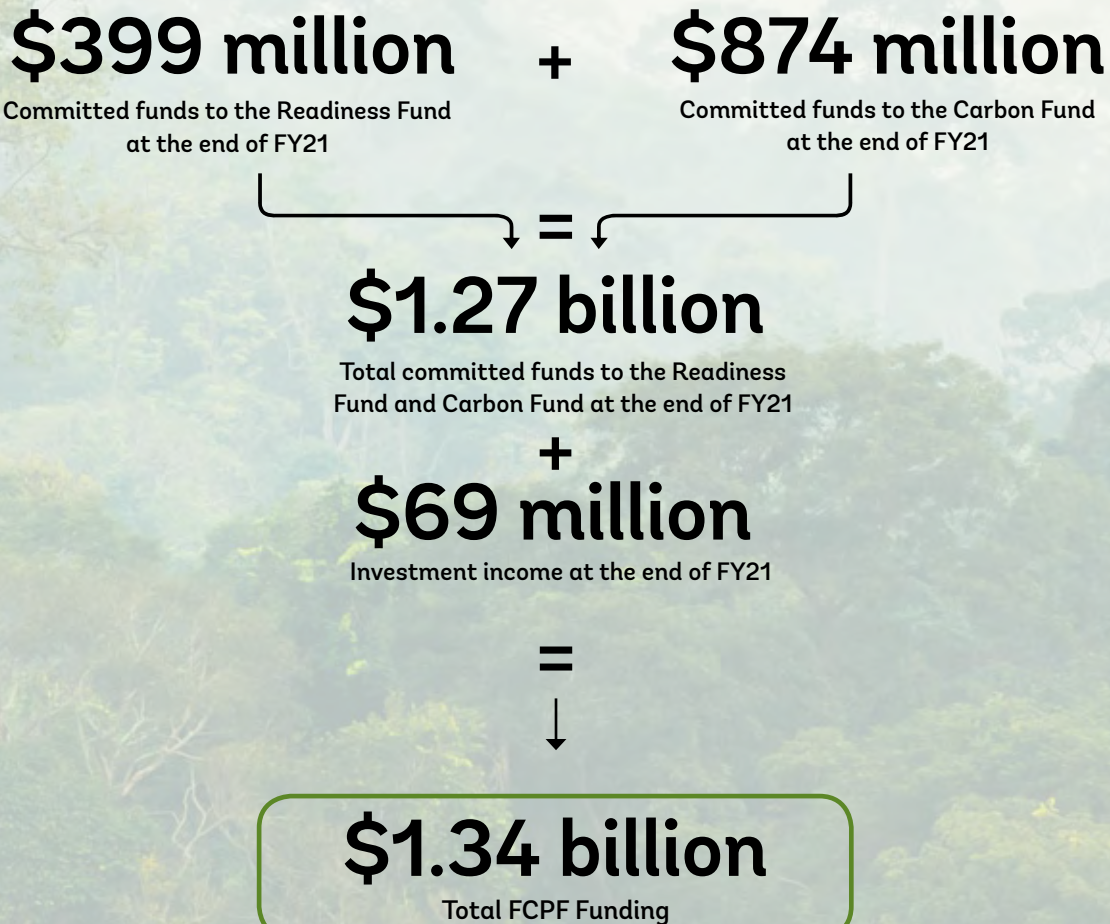 $399 million + $874 million
Committed funds to the Readiness Fund
at the end of FY21
Committed funds to the Carbon Fund
at the end of FY21
=
$1.27 billion
Total committed funds to the Readiness
Fund and Carbon Fund at the end of FY21
+
$69 million
Investment income at the end of FY21
=
$1.34 billion
Total FCPF Funding